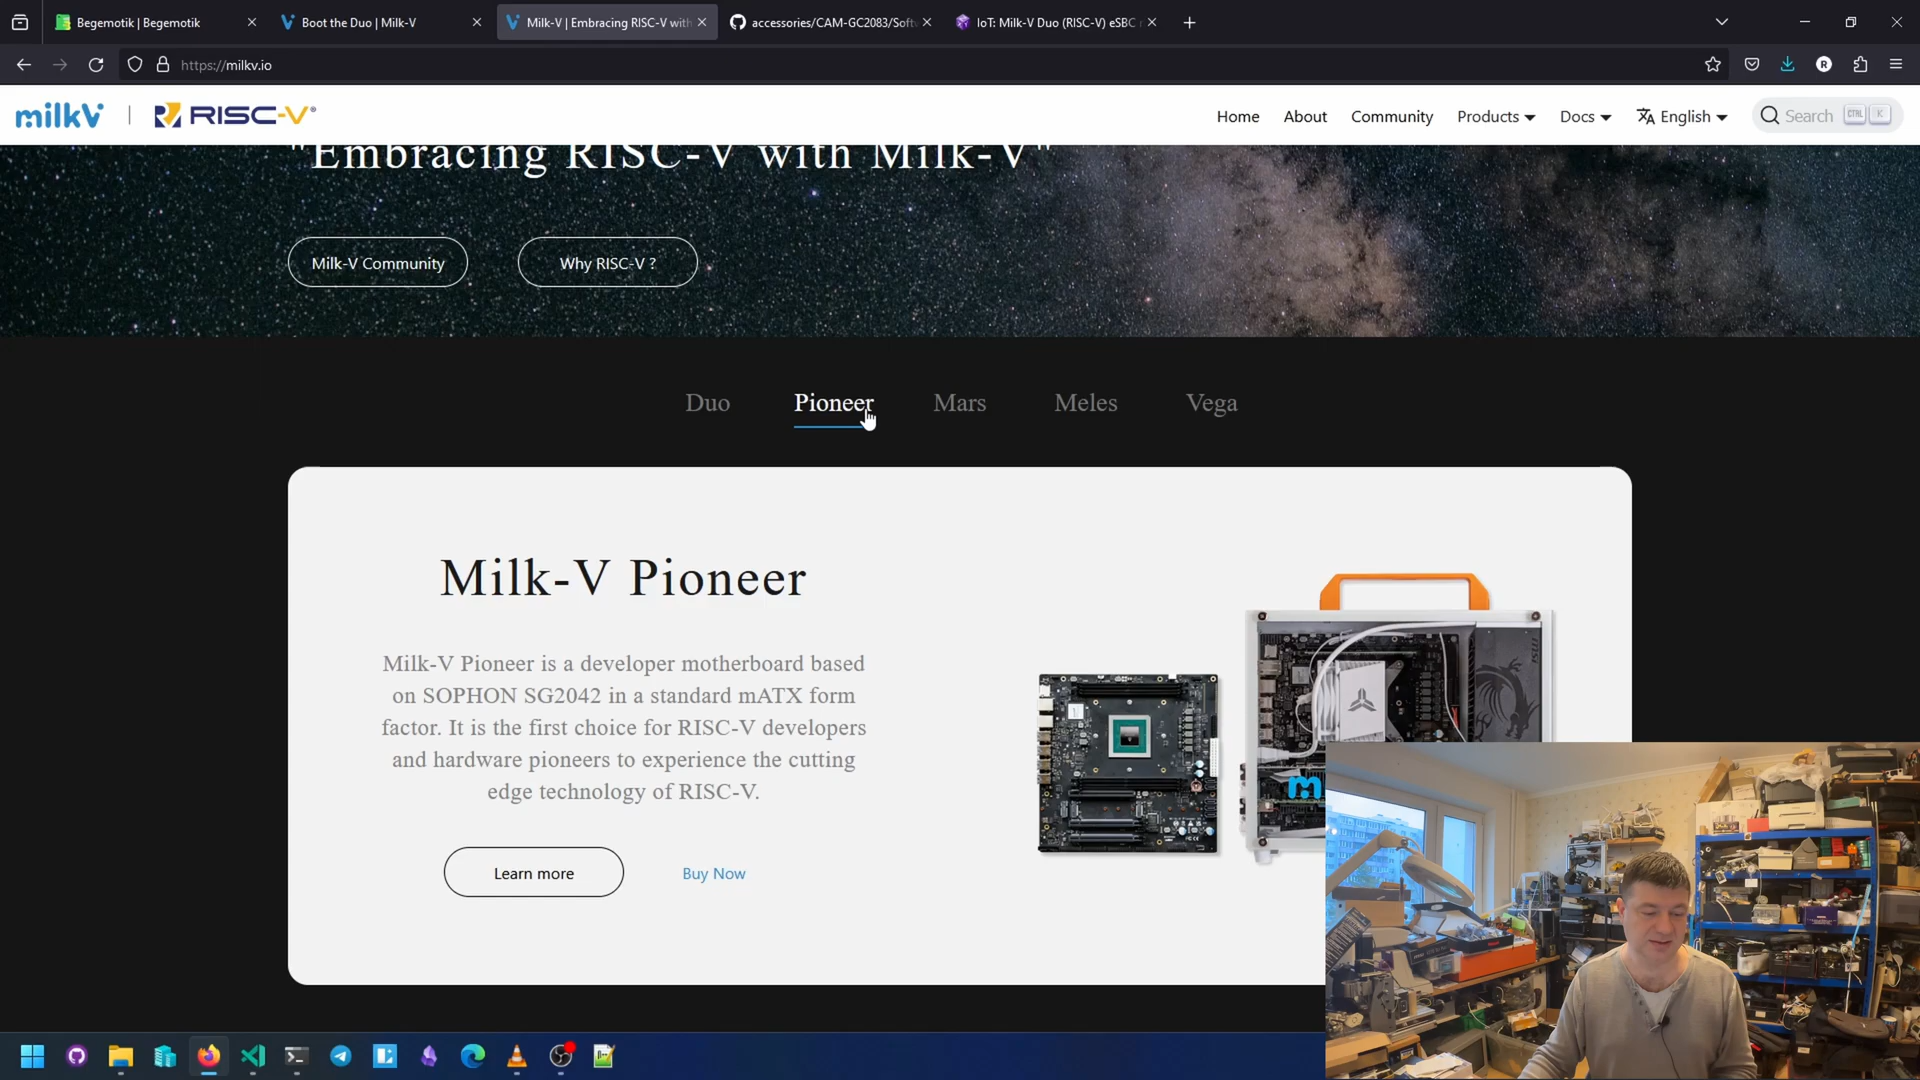 Begemotik | Begemotik
Boot the Duo | Milk-V
Milk-V | Embracing RISC-V with
accessories/CAM-GC2083/Softw
IoT: Milk-V Duo (RISC-V) eSBC r
https://milkv.io
R
milkV
RISC-V®
Home
About
Community
Products
Docs
English
Search
CTRL
K
"Embracing RISC-V with Milk-V"
Milk-V Community
Why RISC-V ?
Duo
Pioneer
Mars
Meles
Vega
Milk-V Pioneer
Milk-V Pioneer is a developer motherboard based
on SOPHON SG2042 in a standard mATX form
factor. It is the first choice for RISC-V developers
and hardware pioneers to experience the cutting
edge technology of RISC-V.
Learn more
Buy Now